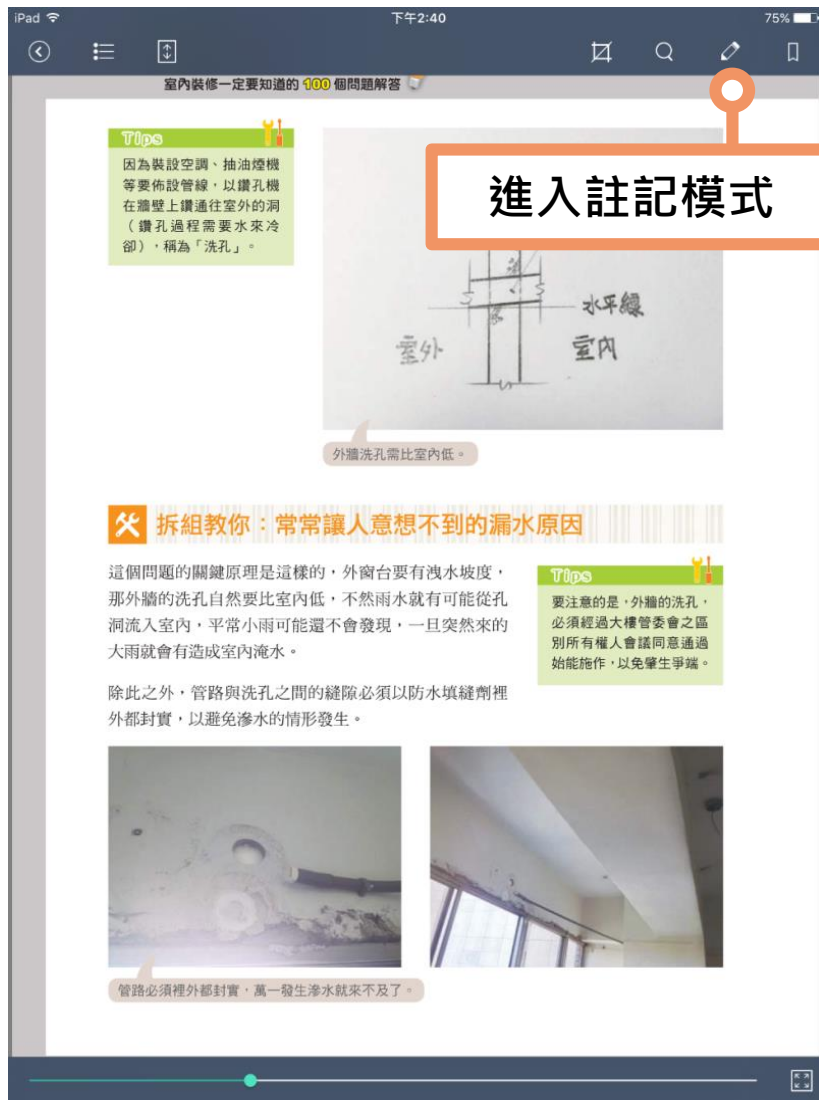 iPad 下午2:40 75%
室內裝修一定要知道的 100 個問題解答
Tips
因為裝設空調、抽油煙機
等要佈設管線，以鑽孔機
在牆壁上鑽通往室外的洞
（鑽孔過程需要水來冷
卻），稱為「洗孔」。
進入註記模式
水平線
室外
室內
外牆洗孔需比室內低。
拆組教你：常常讓人意想不到的漏水原因
這個問題的關鍵原理是這樣的，外窗台要有洩水坡度，
那外牆的洗孔自然要比室內低，不然雨水就有可能從孔
洞流入室內，平常小雨可能還不會發現，一旦突然來的
大雨就會有造成室內淹水。
除此之外，管路與洗孔之間的縫隙必須以防水填縫劑裡
外都封實，以避免滲水的情形發生。
Tips
要注意的是，外牆的洗孔，
必須經過大樓管委會之區
別所有權人會議同意通過
始能施作，以免肇生爭端。
管路必須裡外都封實，萬一發生滲水就來不及了。